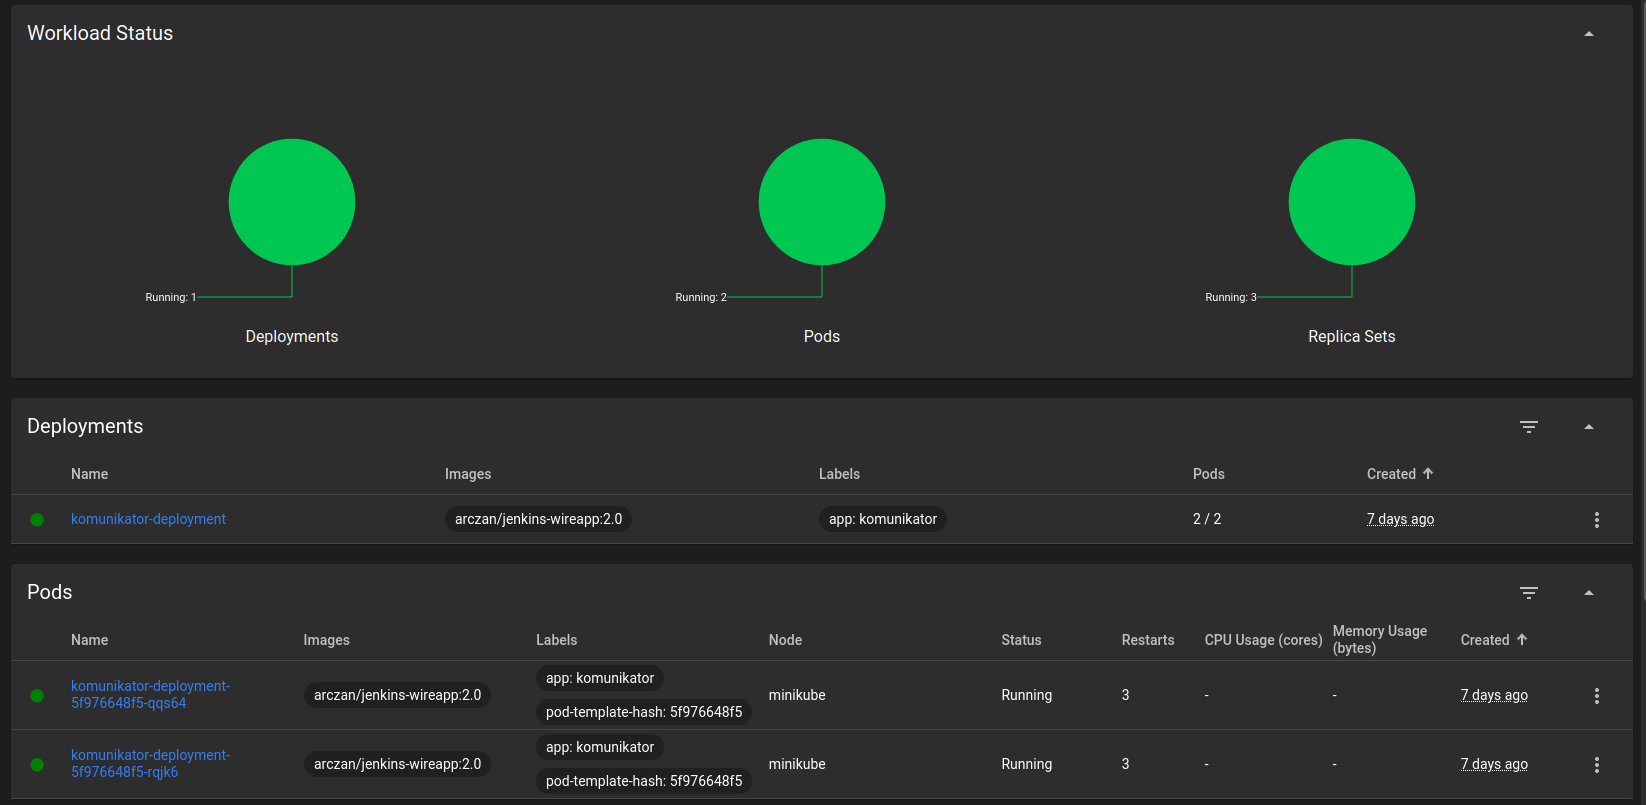 Workload Status
Running: 1
Running: 2
Running: 3
Deployments
Pods
Replica Sets
Deployments
Name Images Labels Pods Created
komunikator-deployment arczan/jenkins-wireapp:2.0 app: komunikator 2 / 2 7 days ago
Pods
Name Images Labels Node Status Restarts CPU Usage (cores) Memory Usage (bytes) Created
komunikator-deployment-
5f976648f5-qqs64
arczan/jenkins-wireapp:2.0
app: komunikator
pod-template-hash: 5f976648f5
minikube Running 3 - - 7 days ago
komunikator-deployment-
5f976648f5-rqjk6
arczan/jenkins-wireapp:2.0
app: komunikator
pod-template-hash: 5f976648f5
minikube Running 3 - - 7 days ago